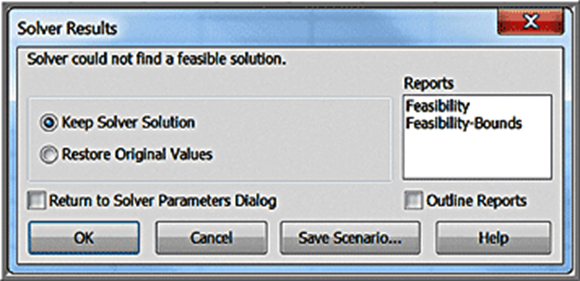 Solver Results
Solver could not find a feasible solution.
Reports
Feasibility
Feasibility-Bounds
Keep Solver Solution
Restore Original Values
Return to Solver Parameters Dialog
Outline Reports
OK
Cancel
Save Scenario...
Help